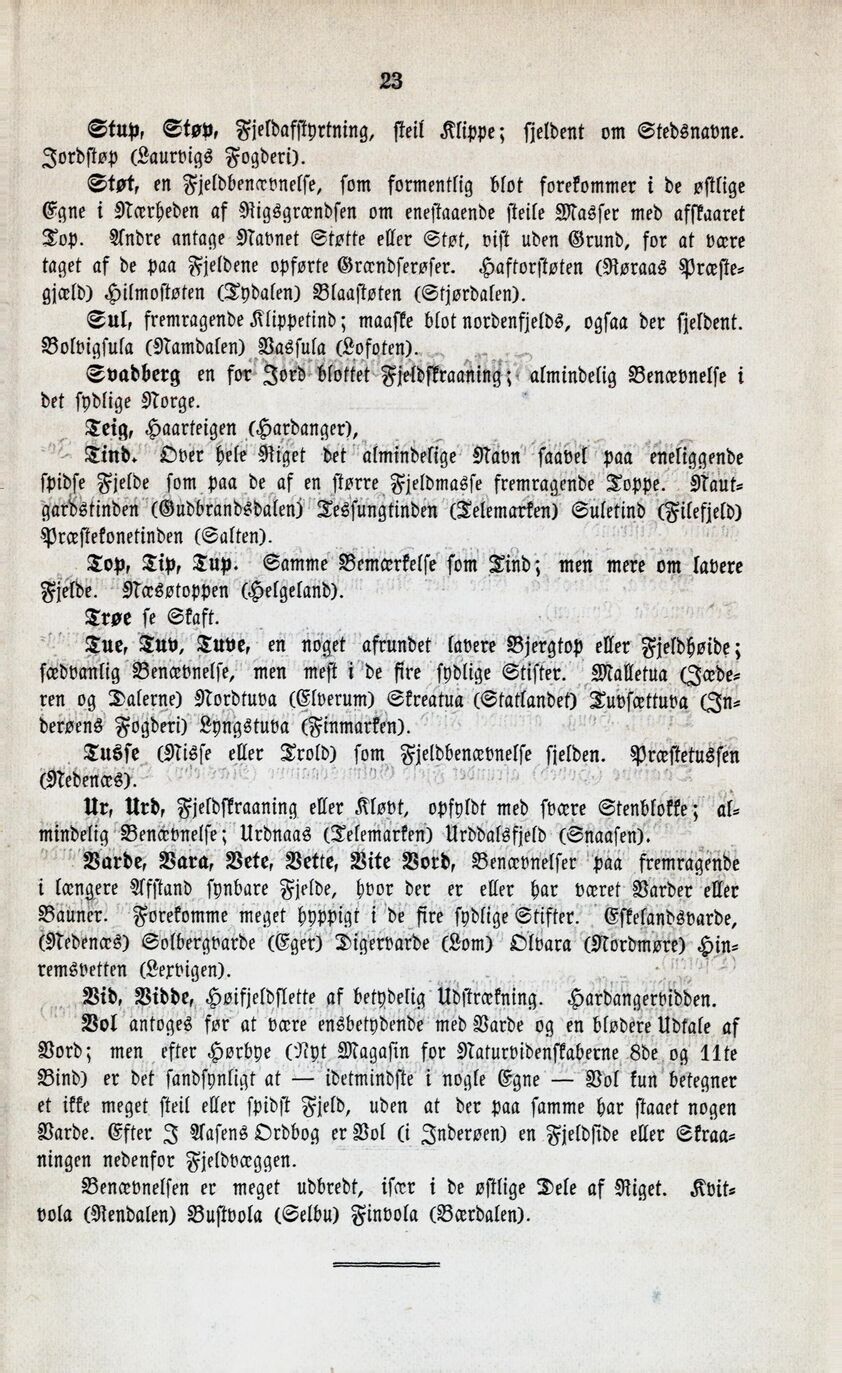 23
Stup, Støp, Fjeldafstyrtning, steil Klippe; sjeldent om Stedsnavne.
Jordstøp (Laurvigs Fogderi).
Støt, en Fjeldbenævnelse, som formentlig blot forekommer i de østlige
Egne i Nærheden af Rigsgrændsen om enestaaende steile Masser med afskaaret
Top. Andre antage Navnet Støtte eller Støt, vist uden Grund, for at være
taget af de paa Fjeldene opførte Grændserøser. Haftorstøten (Røraas Præste-
gjæld) Hilmostøten (Tydalen) Blaastøten (Stjørdalen).
Sul, fremragende Klippetind; maaske blot nordenfjelds, ogsaa der sjeldent.
Bolvigsula (Namdalen) Vassula (Lofoten).
Svadberg en for Jord blottet Fjeldskraaning; almindelig Benævnelse i
det sydlige Norge.
Teig, Haarteigen (Hardanger),
Tind. Over hele Riget det almindelige Navn saavel paa eneliggende
spidse Fjelde som paa de af en større Fjeldmasse fremragende Toppe. Naut-
gardstinden (Gudbrandsdalen) Tessungtinden (Telemarken) Suletind (Filefjeld)
Præstekonetinden (Salten).
Top, Tip, Tup. Samme Bemærkelse som Tind; men mere om lavere
Fjelde. Næsøtoppen (Helgeland).
Trøe se Skaft.
Tue, Tuv, Tuve, en noget afrundet lavere Bjergtop eller Fjeldhøide;
sædvanlig Benævnelse, men mest i de fire sydlige Stifter. Malletua (Jæde-
ren og Dalerne) Nordtuva (Elverum) Skreatua (Statlandet) Tuvsættuva (In-
derøens Fogderi) Lyngstuva (Finmarken).
Tusse (Nisse eller Trold) som Fjeldbenævnelse sjelden. Præstetussen
(Nedenæs).
Ur, Urd, Fjeldskraaning eller Kløvt, opfyldt med svære Stenblokke; al-
mindelig Benævnelse; Urdnaas (Telemarken) Urddalsfjeld (Snaasen).
Varde, Vara, Vete, Vette, Vite Vord, Benævnelser paa fremragende
i længere Afstand synbare Fjelde, hvor der er eller har været Varder eller
Bauner. Forekomme meget hyppigt i de fire sydlige Stifter. Eskelandsvarde,
(Nedenæs) Solbergvarde (Eger) Digervarde (Lom) Olvara (Nordmøre) Hin-
remsvetten (Lexvigen).
Vid, Vidde, Høifjeldslette af betydelig Udstrækning. Hardangervidden.
Vol antoges før at være ensbetydende med Varde og en blødere Udtale af
Vord; men efter Hørbye (Nyt Magasin for Naturvidenskaberne 8de og 11te
Bind) er det sandsynligt at — idetmindste i nogle Egne — Vol kun betegner
et ikke meget steil eller spidst Fjeld, uden at der paa samme har staaet nogen
Varde. Efter I Aasens Ordbog er Vol (i Inderøen) en Fjeldside eller Skraa-
ningen nedenfor Fjeldvæggen.
Benævnelsen er meget udbredt, især i de østlige Dele af Riget. Kvit-
vola (Rendalen) Bustvola (Selbu) Finvola (Værdalen).